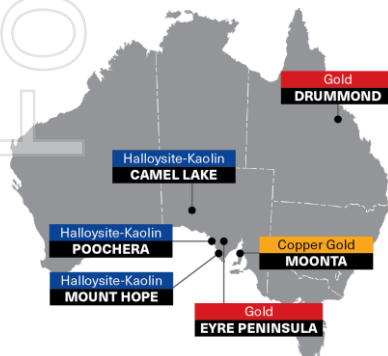 Gold
DRUMMOND
Halloysite-Kaolin
CAMEL LAKE
Halloysite-Kaolin
POOCHERA
Copper Gold
MOONTA
Halloysite-Kaolin
MOUNT HOPE
Gold
EYRE PENINSULA